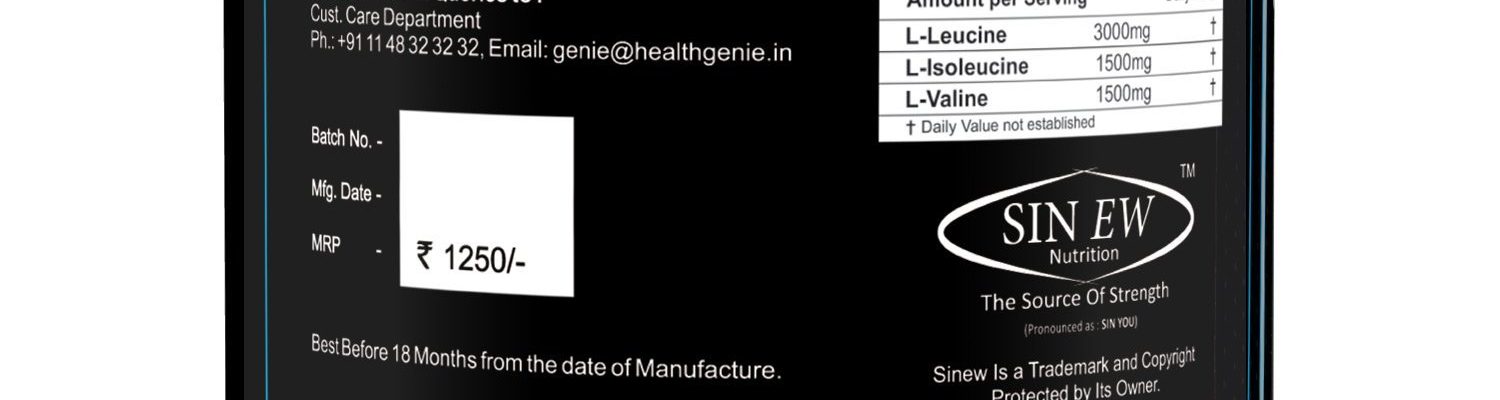 Cust. Care Department
Ph.: +91 11 48 32 32 32, Email: genie@healthgenie.in
Batch No. -
Mfg. Date -
MRP - ₹ 1250/-
Best Before 18 Months from the date of Manufacture.
Amount per Serving
L-Leucine 3000mg †
L-Isoleucine 1500mg †
L-Valine 1500mg †
† Daily Value not established
TM
SIN EW
Nutrition
The Source Of Strength
(Pronounced as : SIN YOU)
Sinew Is a Trademark and Copyright
Protected by Its Owner.